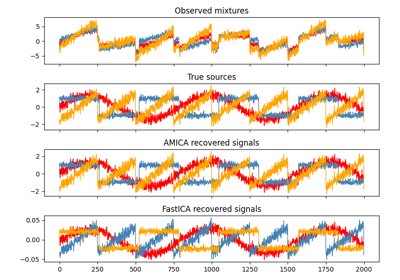 Observed mixtures
5
0
−5
True sources
2
0
−2
AMICA recovered signals
2
0
−2
FastICA recovered signals
0.05
0.00
−0.05
0 250 500 750 1000 1250 1500 1750 2000